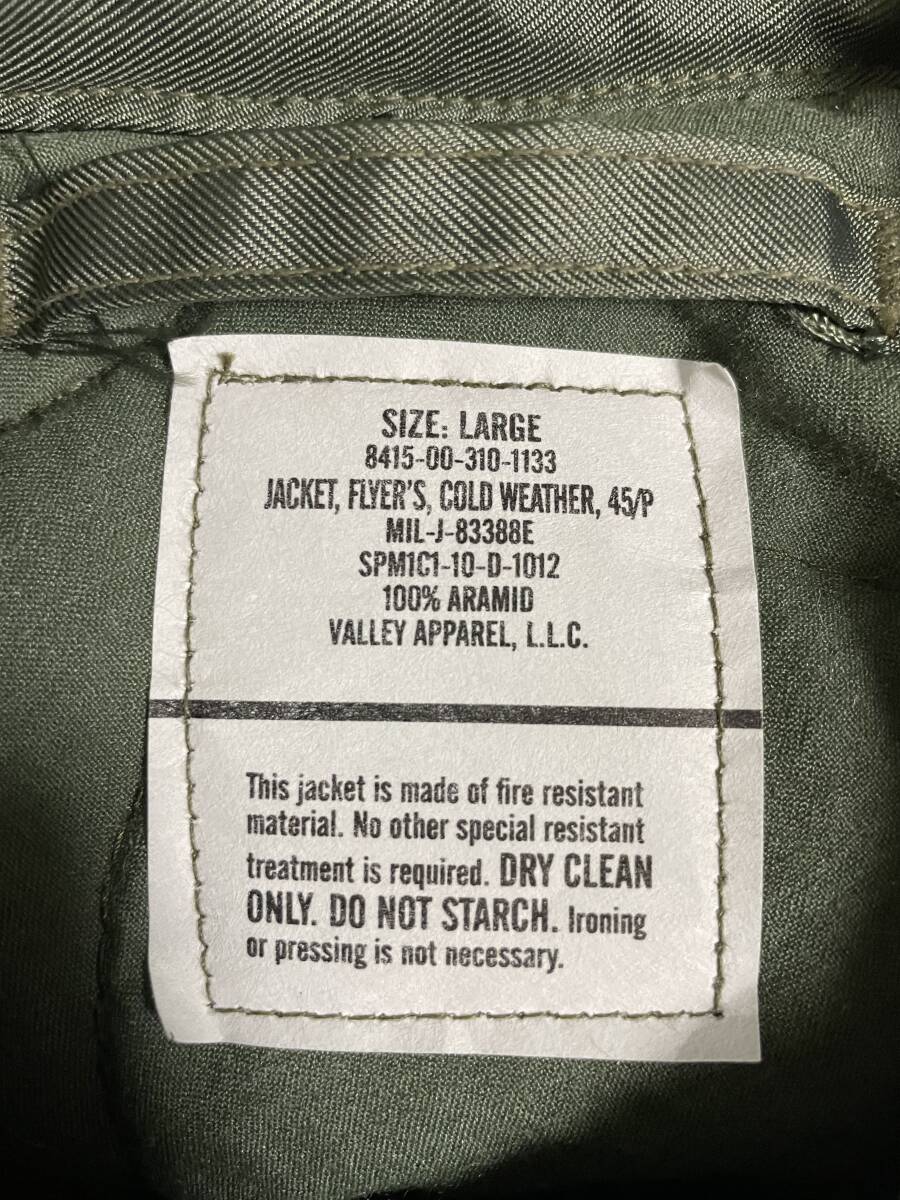 SIZE: LARGE
8415-00-310-1133
JACKET, FLYER'S, COLD WEATHER, 45/P
MIL-J-83388E
SPM1C1-10-D-1012
100% ARAMID
VALLEY APPAREL, L.L.C.
This jacket is made of fire resistant
material. No other special resistant
treatment is required. DRY CLEAN
ONLY. DO NOT STARCH. Ironing
or pressing is not necessary.